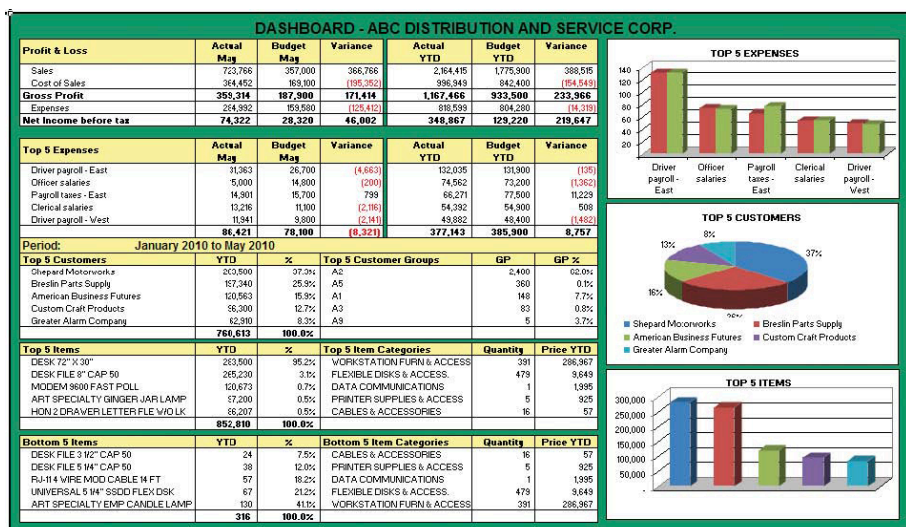 DASHBOARD - ABC DISTRIBUTION AND SERVICE CORP.
Profit & Loss Actual May Budget May Variance Actual YTD Budget YTD Variance
Sales 723,766 357,000 366,766 2,164,415 1,775,900 388,515
Cost of Sales 364,452 169,100 (195,352) 996,949 842,400 (154,549)
Gross Profit 359,314 187,900 171,414 1,167,466 933,500 233,966
Expenses 284,992 159,580 (125,412) 818,599 804,280 (14,319)
Net Income before tax 74,322 28,320 46,002 348,867 129,220 219,647
Top 5 Expenses Actual May Budget May Variance Actual YTD Budget YTD Variance
Driver payroll - East 31,363 26,700 (4,663) 132,035 131,900 (135)
Officer salaries 15,000 14,800 (200) 74,562 73,200 (1,362)
Payroll taxes - East 14,901 15,700 799 66,271 77,500 11,229
Clerical salaries 13,216 11,100 (2,116) 54,392 54,900 508
Driver payroll - West 11,941 9,800 (2,141) 49,882 48,400 (1,482)
86,421 78,100 (8,321) 377,143 385,900 8,757
Period: January 2010 to May 2010
Top 5 Customers YTD % Top 5 Customer Groups GP GP %
Shepard Motorworks 37.3% A2 2,400 62.0%
Breslin Parts Supply 197,340 25.9% A5 360 0.1%
American Business Futures 120,563 15.9% A1 148 7.7%
Custom Craft Products 96,300 12.7% A3 83 0.8%
Greater Alarm Company 62,910 8.3% A9 5 3.7%
760,613 100.0%
Top 5 Items YTD % Top 5 Item Categories Quantity Price YTD
DESK 72" X 30" 95.2% WORKSTATION FURN & ACCESS 391 286,967
DESK FILE 8" CAP 50 265,230 3.1% FLEXIBLE DISKS & ACCESS. 479 9,649
MODEM 9600 FAST POLL 120,673 0.7% DATA COMMUNICATIONS 1 1,995
ART SPECIALTY GINGER JAR LAMP 97,200 0.5% PRINTER SUPPLIES & ACCESS 5 925
HON 2 DRAWER LETTER FLE W/O LK 86,207 0.5% CABLES & ACCESSORIES 16 57
852,810 100.0%
Bottom 5 Items YTD % Bottom 5 Item Categories Quantity Price YTD
DESK FILE 3 1/2" CAP 50 24 7.5% CABLES & ACCESSORIES 16 57
DESK FILE 5 1/4" CAP 50 38 12.0% PRINTER SUPPLIES & ACCESS 5 925
RJ-11 4 WIRE MOD CABLE 14 FT 57 18.2% DATA COMMUNICATIONS 1 1,995
UNIVERSAL 5 1/4" SSDD FLEX DSK 67 21.2% FLEXIBLE DISKS & ACCESS. 479 9,649
ART SPECIALTY EMP CANDLE LAMP 130 41.1% WORKSTATION FURN & ACCESS 391 286,967
316 100.0%
TOP 5 EXPENSES
140
120
100
80
60
40
20
Driver payroll - East
Officer salaries
Payroll taxes - East
Clerical salaries
Driver payroll - West
TOP 5 CUSTOMERS
8%
13%
37%
16%
Shepard Motorworks Breslin Parts Supply
American Business Futures Custom Craft Products
Greater Alarm Company
TOP 5 ITEMS
300,000
250,000
200,000
150,000
100,000
50,000
-